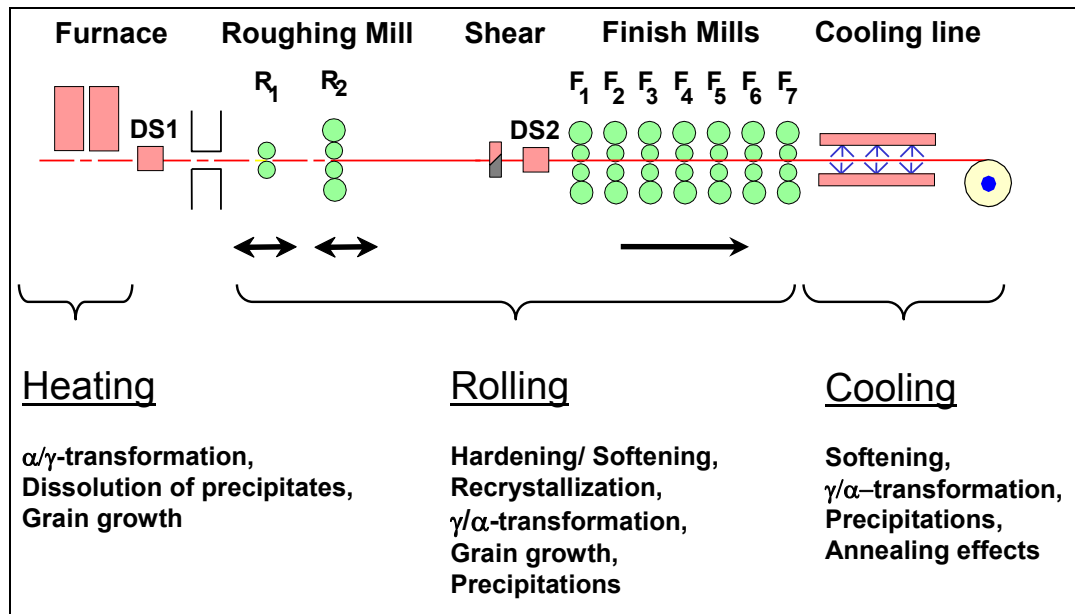 Furnace Roughing Mill Shear Finish Mills Cooling line
R1 R2 F1 F2 F3 F4 F5 F6 F7
DS1 DS2
Heating
α/γ-transformation,
Dissolution of precipitates,
Grain growth
Rolling
Hardening/ Softening,
Recrystallization,
γ/α-transformation,
Grain growth,
Precipitations
Cooling
Softening,
γ/α–transformation,
Precipitations,
Annealing effects